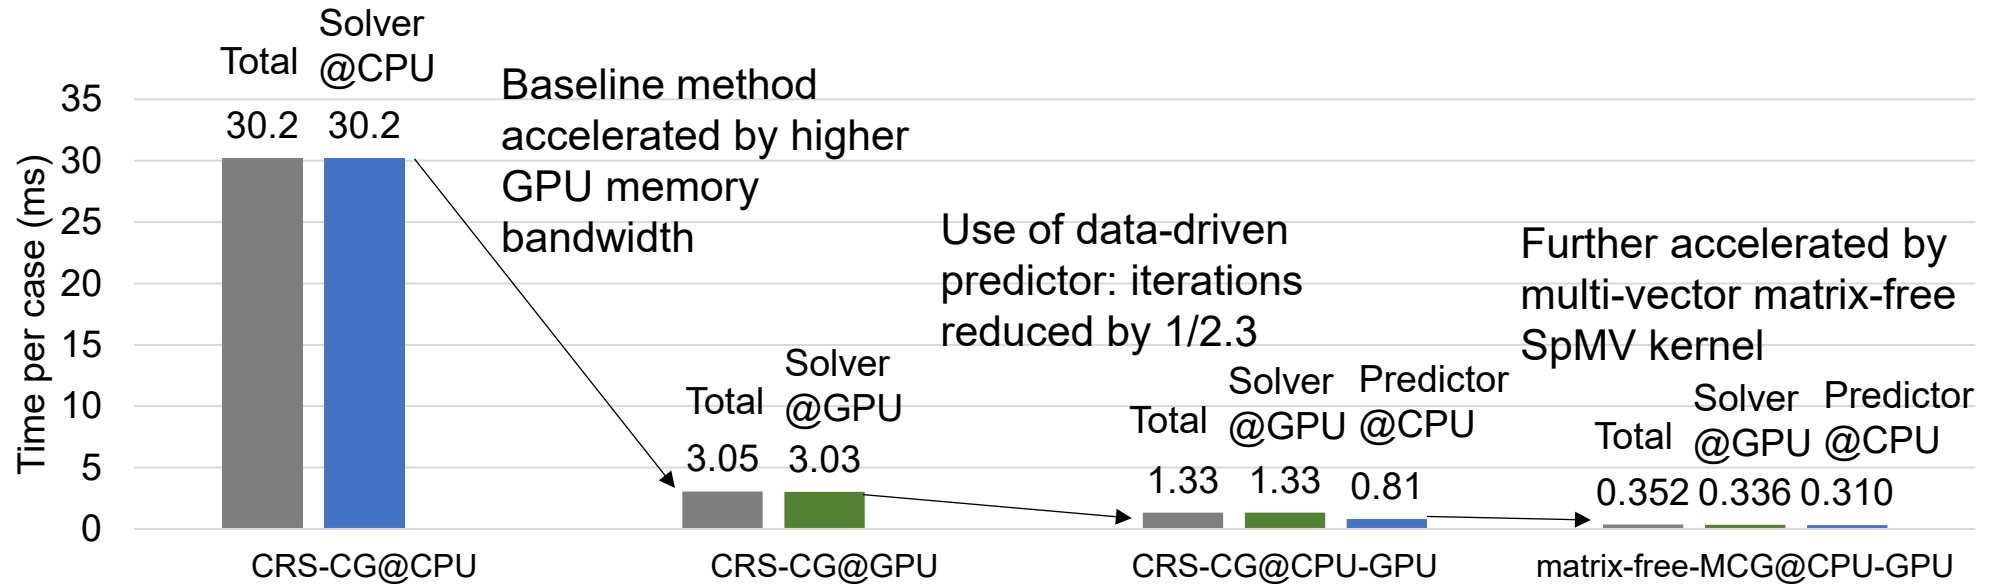 Time per case (ms)
35
30
25
20
15
10
5
0
Total
Solver
@CPU
30.2
30.2
Baseline method
accelerated by higher
GPU memory
bandwidth
Total
Solver
@GPU
3.05
3.03
Use of data-driven
predictor: iterations
reduced by 1/2.3
Total
Solver
@GPU
Predictor
@CPU
1.33
1.33
0.81
Further accelerated by
multi-vector matrix-free
SpMV kernel
Total
Solver
@GPU
Predictor
@CPU
0.352
0.336
0.310
CRS-CG@CPU
CRS-CG@GPU
CRS-CG@CPU-GPU
matrix-free-MCG@CPU-GPU